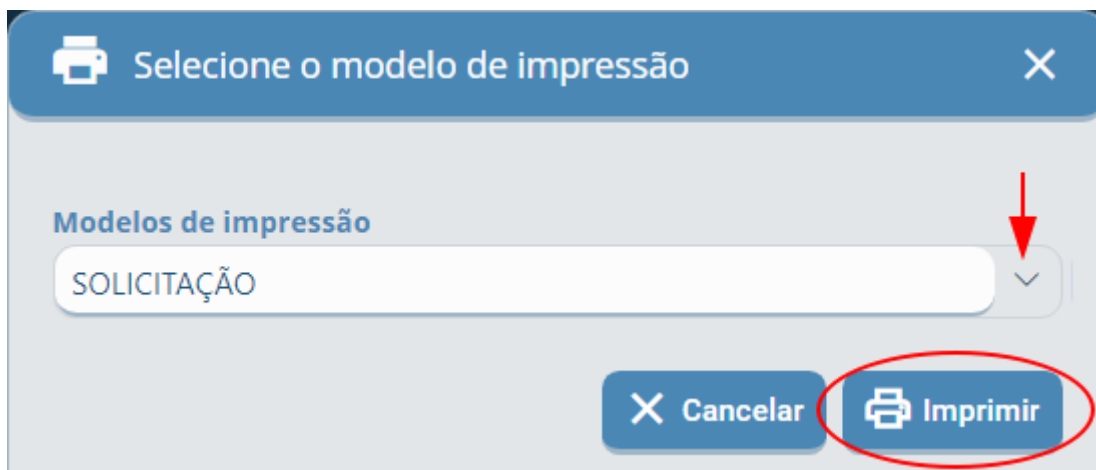 Selecione o modelo de impressão
Modelos de impressão
SOLICITAÇÃO
Cancelar
Imprimir